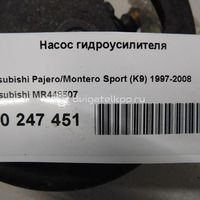 Насос гидроусилителя
subishi Pajero/Montero Sport (K9) 1997-2008
subishi MR448507
0 247 451